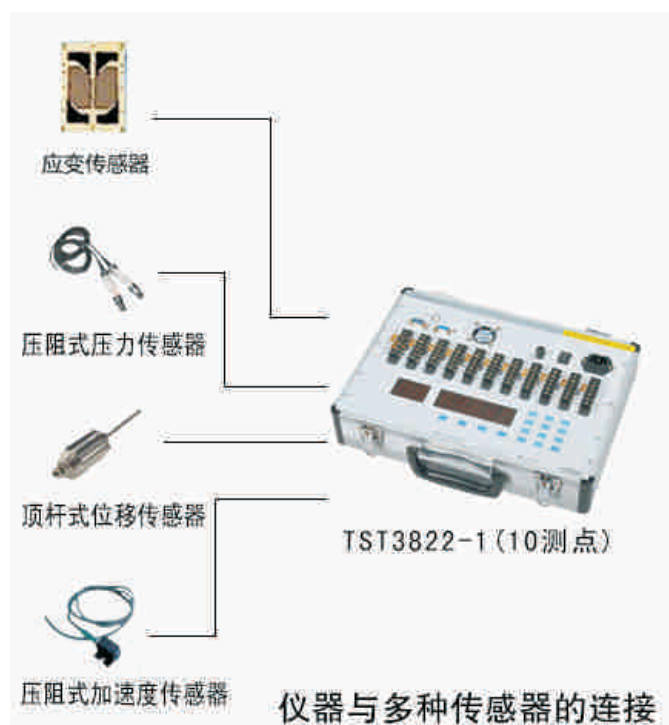 应变传感器
压阻式压力传感器
顶杆式位移传感器
TST3822-1(10测点)
压阻式加速度传感器
仪器与多种传感器的连接